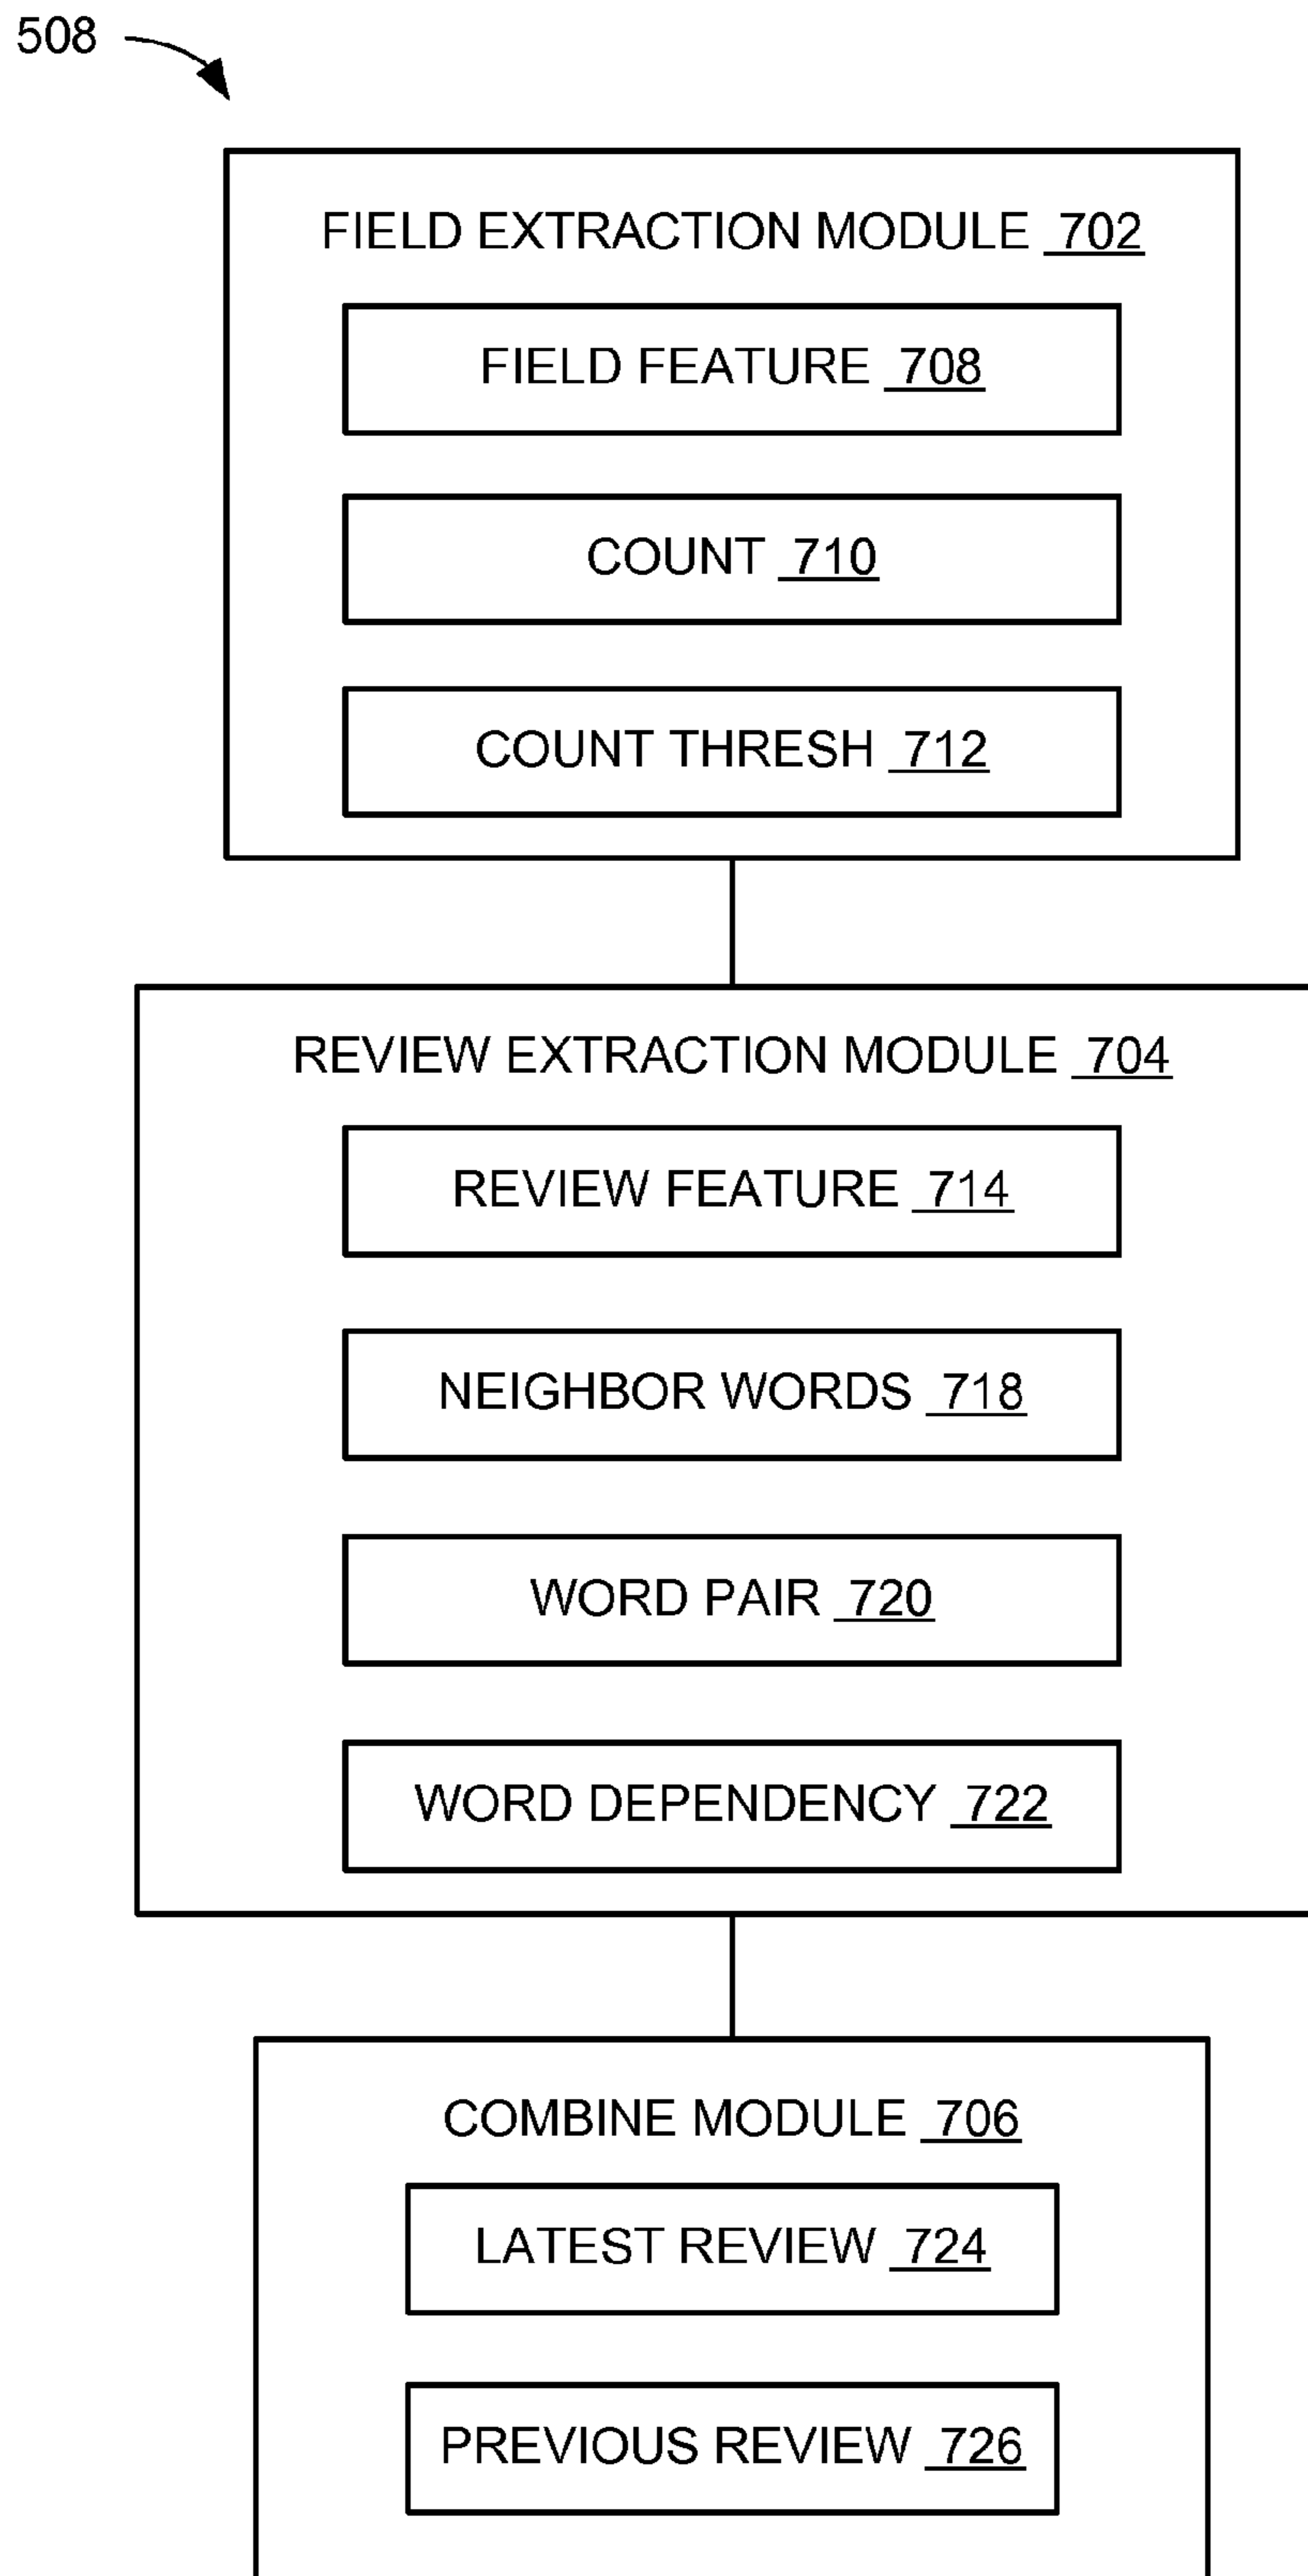 508
FIELD EXTRACTION MODULE 702
FIELD FEATURE 708
COUNT 710
COUNT THRESH 712
REVIEW EXTRACTION MODULE 704
REVIEW FEATURE 714
NEIGHBOR WORDS 718
WORD PAIR 720
WORD DEPENDENCY 722
COMBINE MODULE 706
LATEST REVIEW 724
PREVIOUS REVIEW 726